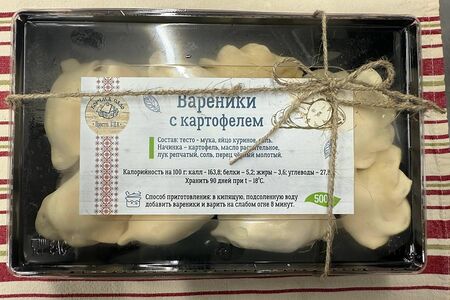 Вареники
с картофелем
Состав: тесто - мука, яйцо куриное, соль.
Начинка – картофель, масло растительное,
лук репчатый, соль, перец чёрный молотый.
Калорийность на 100 г: калл - 163,8; белки – 5,2; жиры – 3,6; углеводы – 27,8
Хранить 90 дней при t – 18°С.
Способ приготовления: в кипящую, подсоленную воду
добавить вареники и варить на слабом огне 8 минут.
500